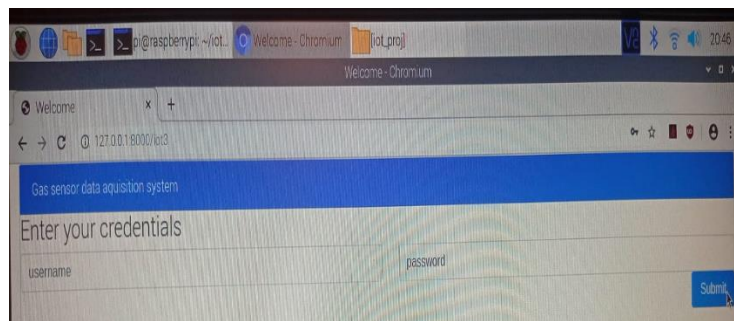 pi@raspberrypi: ~/iot... Welcome - Chromium [iot_proj] 20:46
Welcome - Chromium
Welcome
127.0.0.1:8000/iot3
Gas sensor data aquisition system
Enter your credentials
username password
Submit